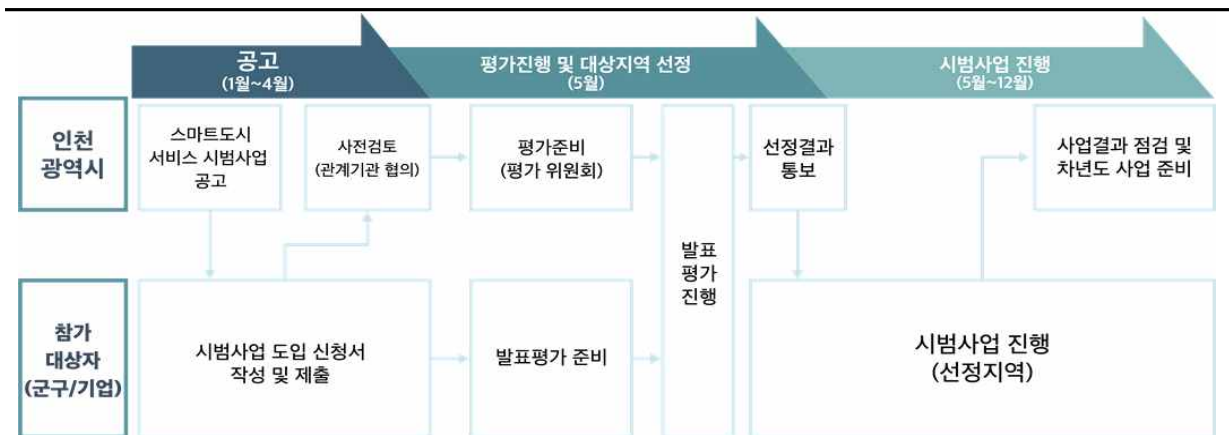 공고
(1월~4월)
평가진행 및 대상지역 선정
(5월)
시범사업 진행
(5월~12월)
인천
광역시
스마트도시
서비스 시범사업
공고
사전검토
(관계기관 협의)
평가준비
(평가 위원회)
선정결과
통보
사업결과 점검 및
차년도 사업 준비
발표
평가
진행
참가
대상자
(군구/기업)
시범사업 도입 신청서
작성 및 제출
발표평가 준비
시범사업 진행
(선정지역)